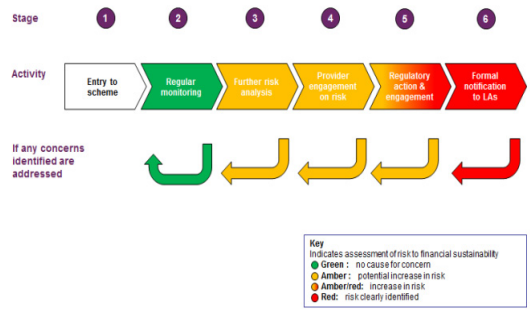 Stage
1
2
3
4
5
6
Activity
Entry to
scheme
Regular
monitoring
Further risk
analysis
Provider
engagement
on risk
Regulatory
action &
engagement
Formal
notification
to LAs
If any concerns
identified are
addressed
Key
Indicates assessment of risk to financial sustainability
Green : no cause for concern
Amber : potential increase in risk
Amber/red: increase in risk
Red: risk clearly identified